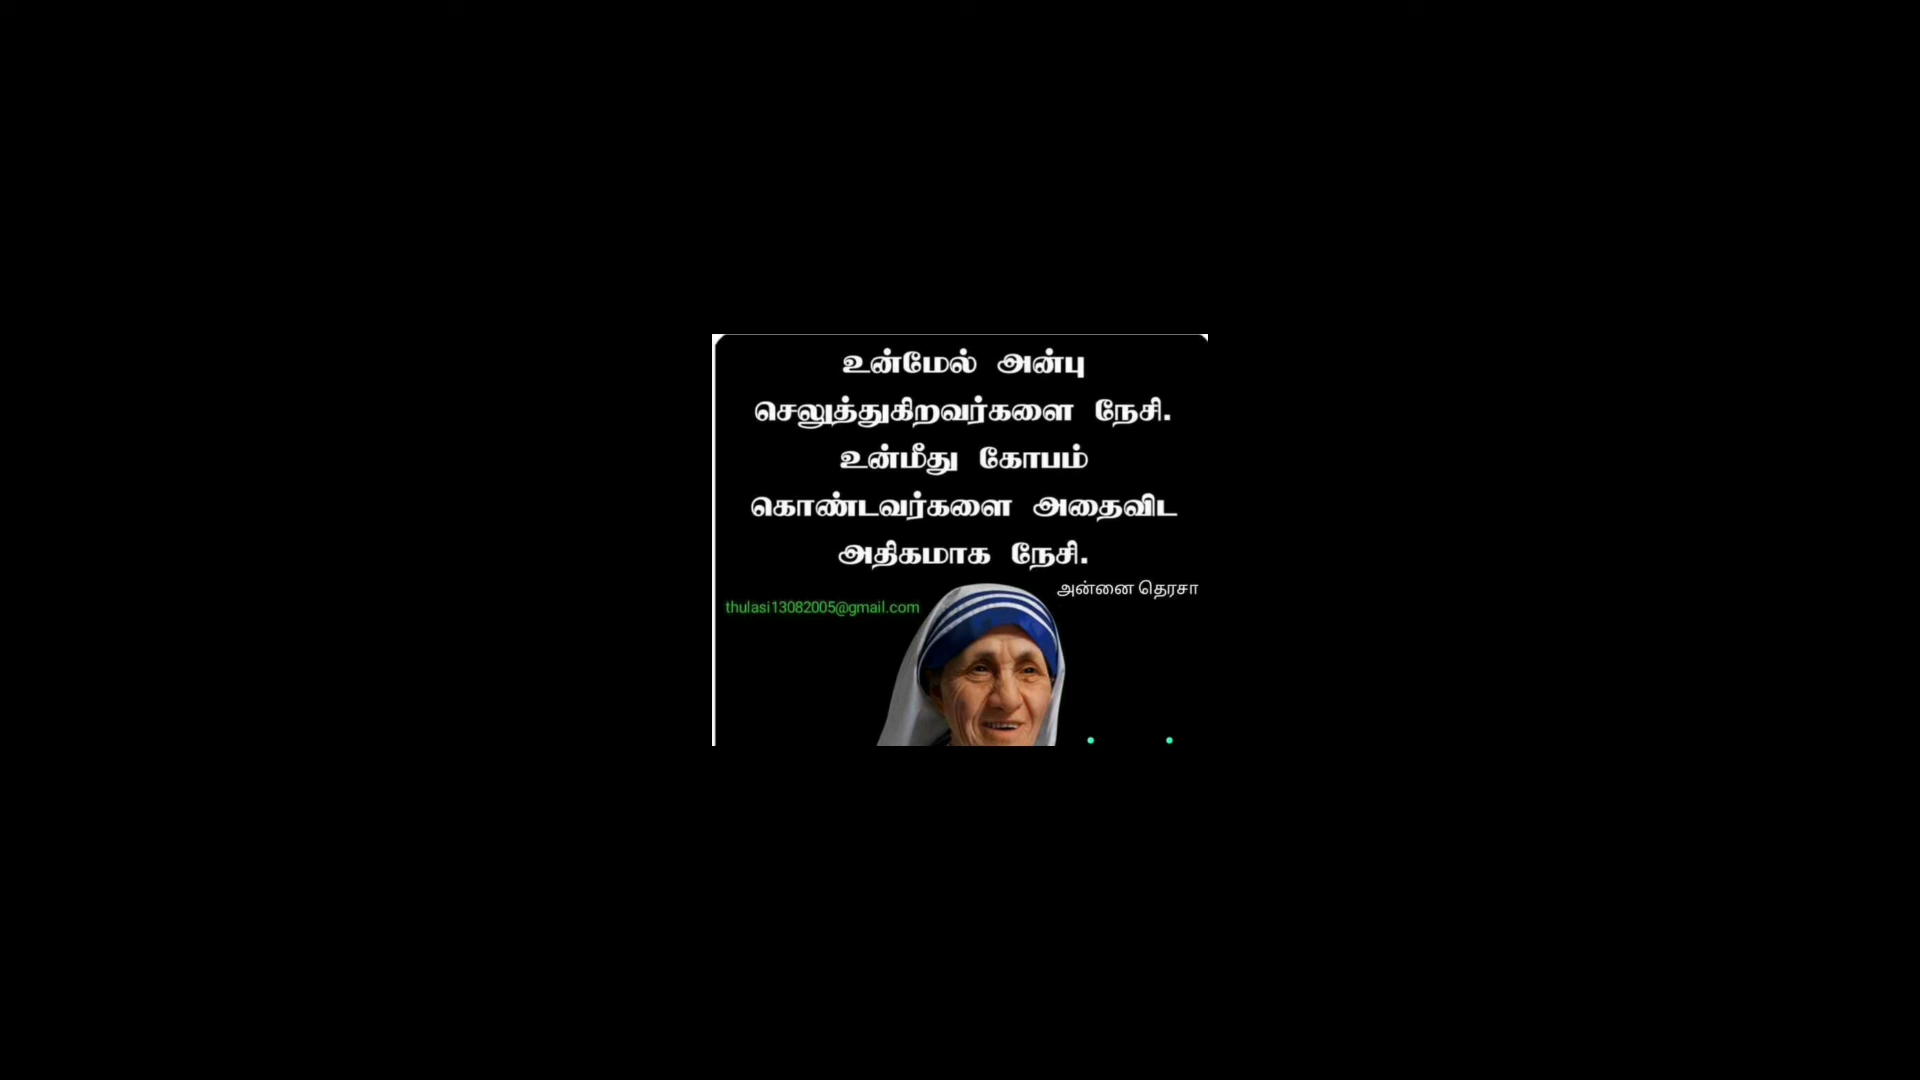 உன்மேல் அன்பு
செலுத்துகிறவர்களை நேசி.
உன்மீது கோபம்
கொண்டவர்களை அதைவிட
அதிகமாக நேசி.
அன்னை தெரசா
thulasi13082005@gmail.com